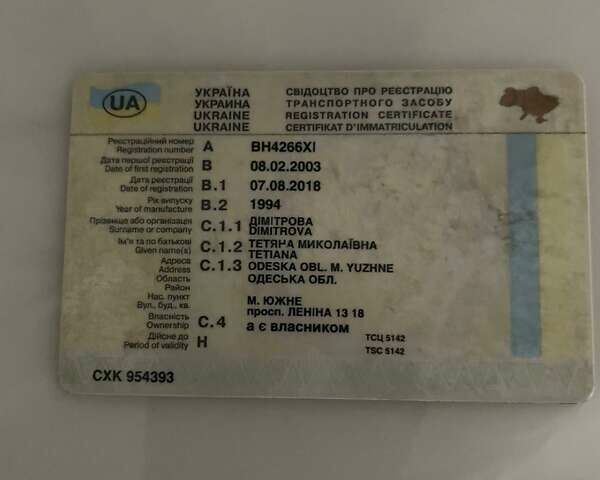 UA
УКРАЇНА
УКРАИНА
UKRAINE
UKRAINE
СВІДОЦТВО ПРО РЕЄСТРАЦІЮ
ТРАНСПОРТНОГО ЗАСОБУ
REGISTRATION CERTIFICATE
CERTIFIKAT D'IMMATRICULATION
Реєстраційний номер
Registration number A BH4266XI
Дата першої реєстрації
Date of first registration B 08.02.2003
Дата реєстрації
Date of registration B.1 07.08.2018
Рік випуску
Year of manufacture B.2 1994
Прізвище або організація
Surname or company C.1.1 ДІМІТРОВА
DIMITROVA
Ім'я та по батькові
Given name(s) C.1.2 ТЕТЯНА МИКОЛАЇВНА
TETIANA
Адреса
Address C.1.3 ODESKA OBL. M. YUZHNE
Область ОДЕСЬКА ОБЛ.
Район
Нас. пункт М. ЮЖНЕ
Вул., буд., кв. просп. ЛЕНІНА 13 18
Власність
Ownership C.4 а є власником
Дійсне до
Period of validity H
ТСЦ 5142
TSC 5142
СХК 954393